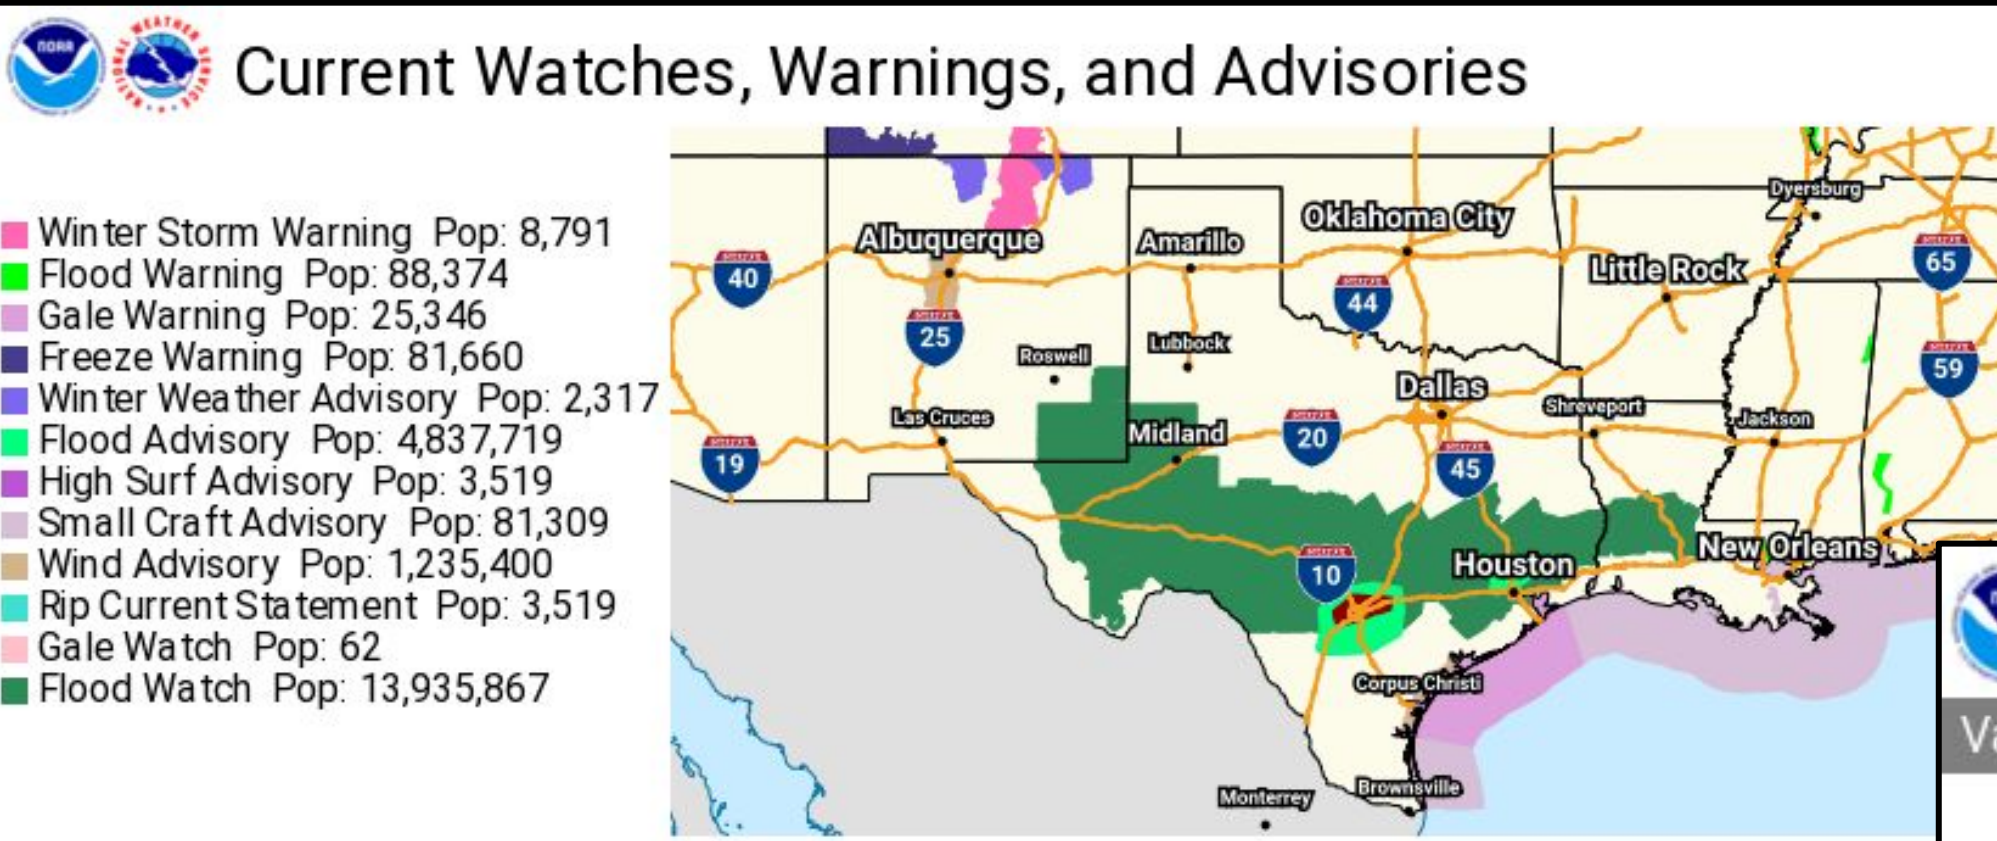 NOAA
NATIONAL WEATHER SERVICE
Current Watches, Warnings, and Advisories
Winter Storm Warning Pop: 8,791
Flood Warning Pop: 88,374
Gale Warning Pop: 25,346
Freeze Warning Pop: 81,660
Winter Weather Advisory Pop: 2,317
Flood Advisory Pop: 4,837,719
High Surf Advisory Pop: 3,519
Small Craft Advisory Pop: 81,309
Wind Advisory Pop: 1,235,400
Rip Current Statement Pop: 3,519
Gale Watch Pop: 62
Flood Watch Pop: 13,935,867
Dyersburg
Oklahoma City
Albuquerque
Amarillo
Little Rock
65
40
44
25
Lubbock
Roswell
59
Dallas
Shreveport
Las Cruces
Jackson
Midland
20
19
45
New Orleans
Houston
10
Corpus Christi
Brownsville
Monterrey